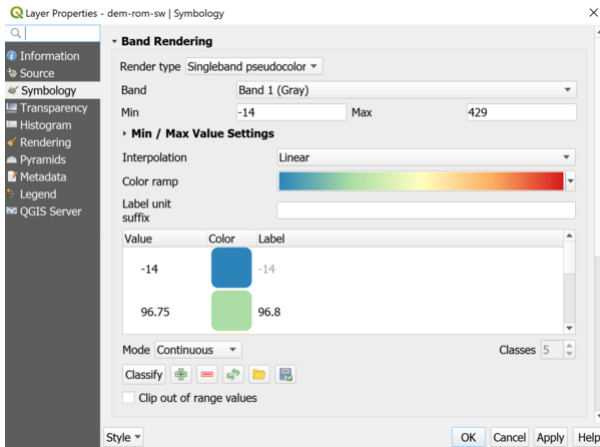 Layer Properties - dem-rom-sw | Symbology
Information
Source
Symbology
Transparency
Histogram
Rendering
Pyramids
Metadata
Legend
QGIS Server
Band Rendering
Render type Singleband pseudocolor
Band Band 1 (Gray)
Min -14 Max 429
Min / Max Value Settings
Interpolation Linear
Color ramp
Label unit
suffix
Value Color Label
-14 -14
96.75 96.8
Mode Continuous Classes 5
Classify
Clip out of range values
Style OK Cancel Apply Help